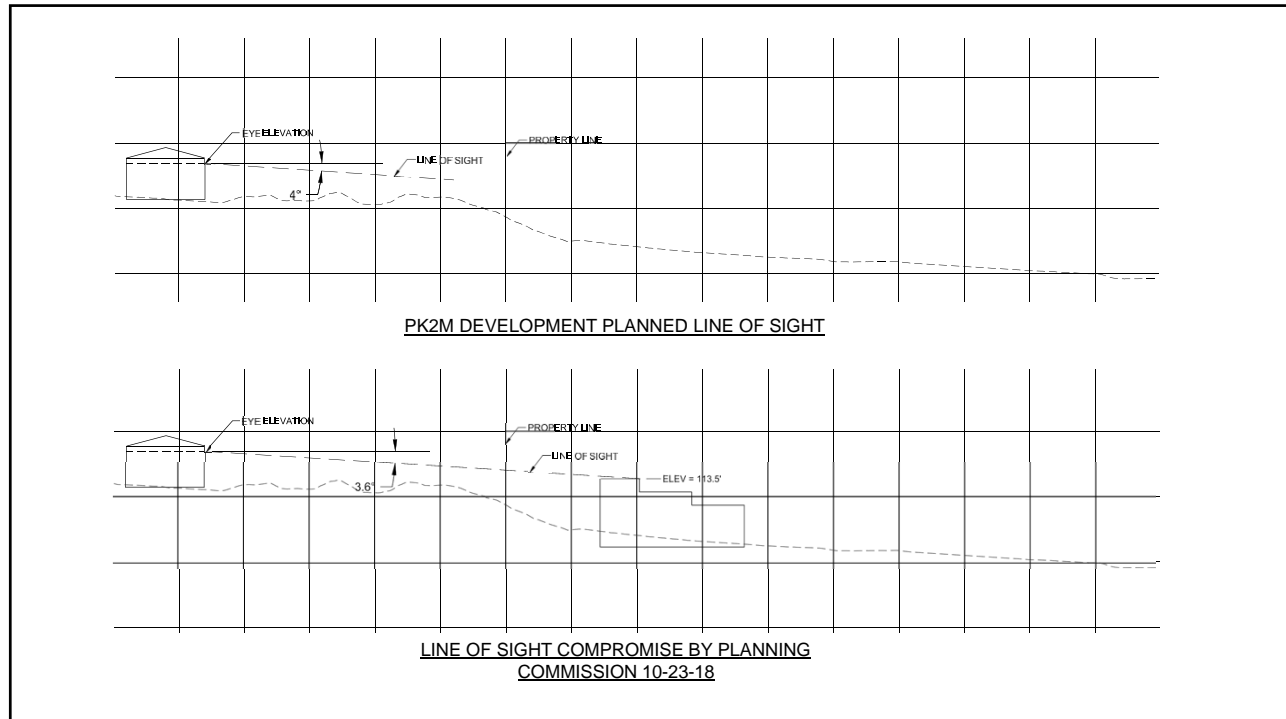 EYE ELEVATION
PROPERTY LINE
LINE OF SIGHT
4°
PK2M DEVELOPMENT PLANNED LINE OF SIGHT
EYE ELEVATION
PROPERTY LINE
LINE OF SIGHT
ELEV = 113.5'
3.6°
LINE OF SIGHT COMPROMISE BY PLANNING
COMMISSION 10-23-18